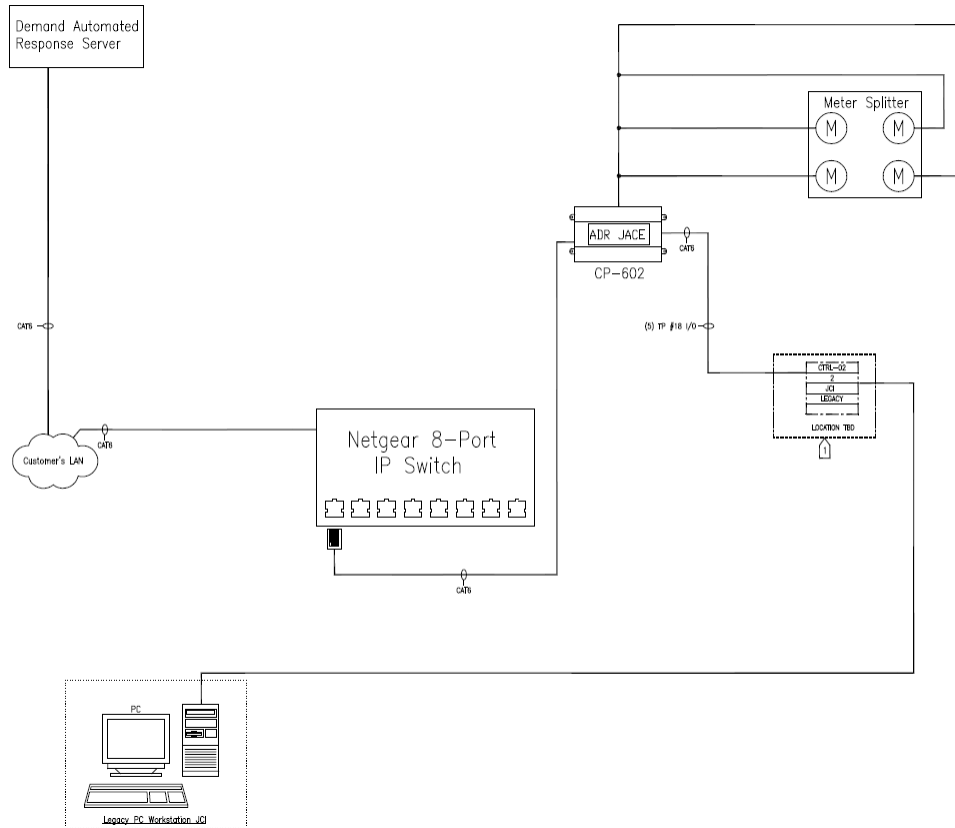 Demand Automated
Response Server
Meter Splitter
M
M
M
M
ADR JACE
CP-602
CAT6
CAT6
(5) TP #18 I/O
CTRL-02
2
JCI
LEGACY
LOCATION TBD
1
CAT6
Customer's LAN
Netgear 8-Port
IP Switch
CAT6
PC
Legacy PC Workstation JCI